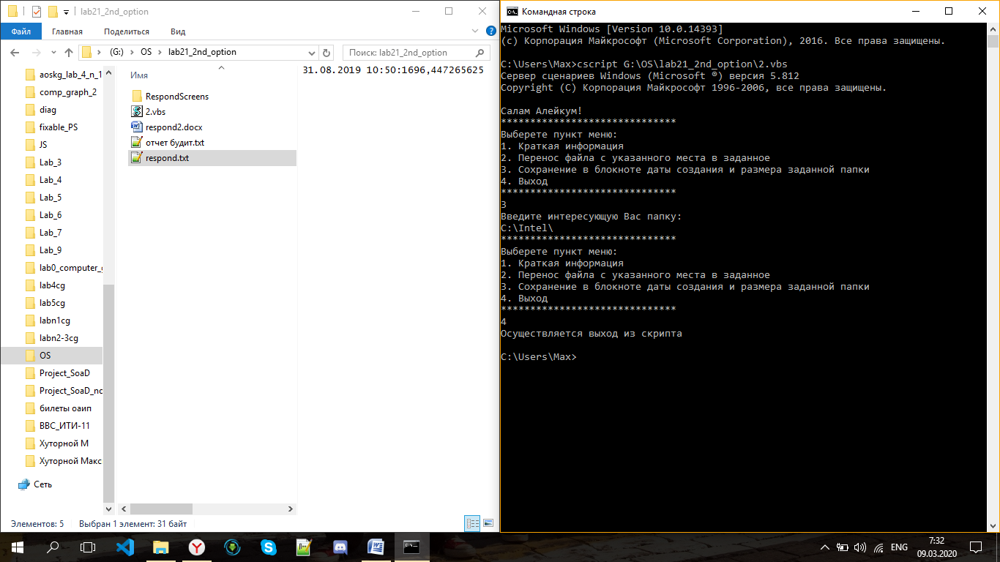 lab21_2nd_option
Файл
Главная
Поделиться
Вид
(G:)
OS
lab21_2nd_option
Поиск: lab21_2nd_option
aoskg_lab_4_n_1
comp_graph_2
diag
fixable_PS
JS
Lab_3
Lab_4
Lab_5
Lab_6
Lab_7
Lab_9
lab0_computer_g
lab4cg
lab5cg
labn1cg
labn2-3cg
OS
Project_SoaD
Project_SoaD_nc
билеты оаип
ВВС_ИТИ-11
Хуторной М
Хуторной Макс
Сеть
Имя
RespondScreens
2.vbs
respond2.docx
отчет будит.txt
respond.txt
31.08.2019 10:50:1696,447265625
Элементов: 5
Выбран 1 элемент: 31 байт
Командная строка
Microsoft Windows [Version 10.0.14393]
(c) Корпорация Майкрософт (Microsoft Corporation), 2016. Все права защищены.
C:\Users\Max>cscript G:\OS\lab21_2nd_option\2.vbs
Сервер сценариев Windows (Microsoft ®) версия 5.812
Copyright (C) Корпорация Майкрософт 1996-2006, все права защищены.
Салам Алейкум!
******************************
Выберете пункт меню:
1. Краткая информация
2. Перенос файла с указанного места в заданное
3. Сохранение в блокноте даты создания и размера заданной папки
4. Выход
******************************
3
Введите интересующую Вас папку:
C:\Intel\
******************************
Выберете пункт меню:
1. Краткая информация
2. Перенос файла с указанного места в заданное
3. Сохранение в блокноте даты создания и размера заданной папки
4. Выход
******************************
4
Осуществляется выход из скрипта
C:\Users\Max>
ENG
7:32
09.03.2020